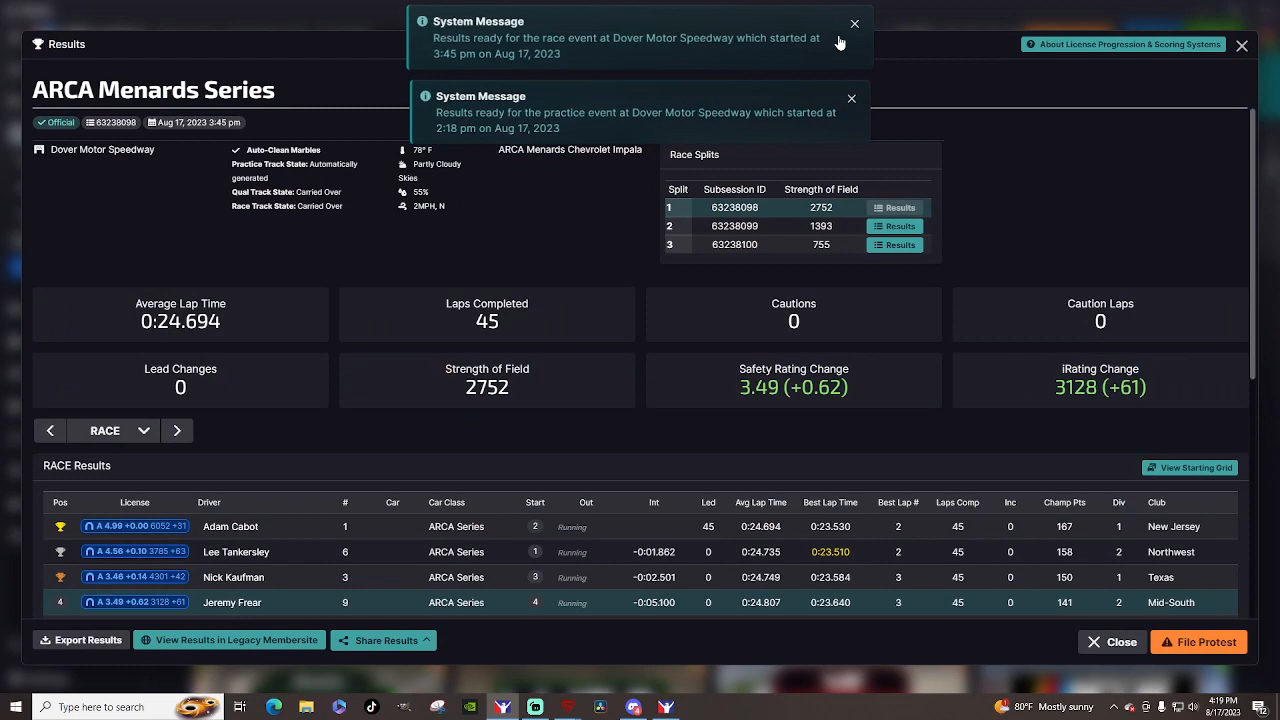 System Message
Results ready for the race event at Dover Motor Speedway which started at
3:45 pm on Aug 17, 2023
System Message
Results ready for the practice event at Dover Motor Speedway which started at
2:18 pm on Aug 17, 2023
Results
About License Progression & Scoring Systems
ARCA Menards Series
Official
63238098
Aug 17, 2023 3:45 pm
Dover Motor Speedway
Auto-Clean Marbles
Practice Track State: Automatically
generated
Qual Track State: Carried Over
Race Track State: Carried Over
78° F
Partly Cloudy
Skies
55%
2MPH, N
ARCA Menards Chevrolet Impala
Race Splits
Split Subsession ID Strength of Field
1 63238098 2752 Results
2 63238099 1393 Results
3 63238100 755 Results
Average Lap Time
0:24.694
Laps Completed
45
Cautions
0
Caution Laps
0
Lead Changes
0
Strength of Field
2752
Safety Rating Change
3.49 (+0.62)
iRating Change
3128 (+61)
RACE
RACE Results
View Starting Grid
Pos License Driver # Car Car Class Start Out Int Led Avg Lap Time Best Lap Time Best Lap # Laps Comp Inc Champ Pts Div Club
A 4.99 +0.00 6052 +31 Adam Cabot 1 ARCA Series 2 Running 45 0:24.694 0:23.530 2 45 0 167 1 New Jersey
A 4.56 +0.10 3785 +63 Lee Tankersley 6 ARCA Series 1 Running -0:01.862 0 0:24.735 0:23.510 2 45 0 158 2 Northwest
A 3.46 +0.14 4301 +42 Nick Kaufman 3 ARCA Series 3 Running -0:02.501 0 0:24.749 0:23.584 3 45 0 150 1 Texas
4 A 3.49 +0.62 3128 +61 Jeremy Frear 9 ARCA Series 4 Running -0:05.100 0 0:24.807 0:23.640 3 45 0 141 2 Mid-South
Export Results
View Results in Legacy Membersite
Share Results
Close
File Protest
Type here to search
80°F Mostly sunny
4:19 PM
8/17/2023